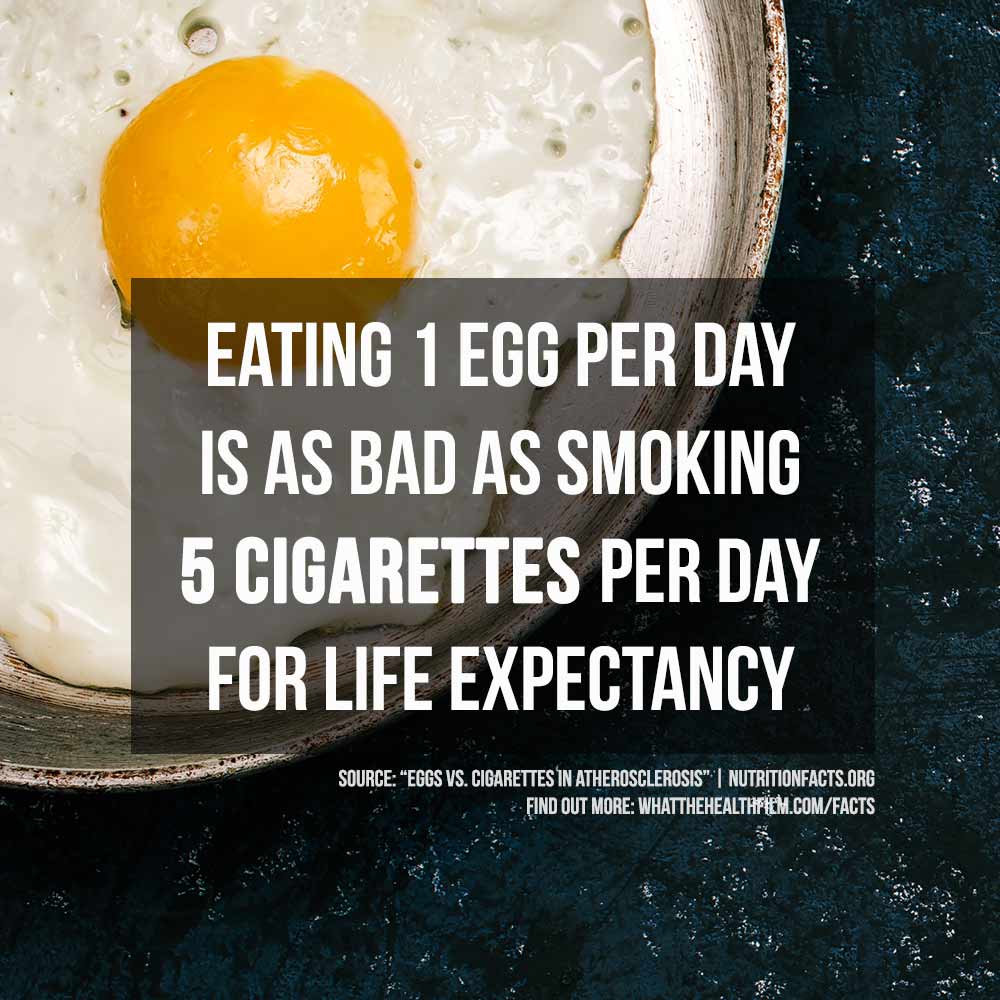 EATING 1 EGG PER DAY
IS AS BAD AS SMOKING
5 CIGARETTES PER DAY
FOR LIFE EXPECTANCY
SOURCE: “EGGS VS. CIGARETTES IN ATHEROSCLEROSIS” | NUTRITIONFACTS.ORG
FIND OUT MORE: WHATTHEHEALTHFILM.COM/FACTS